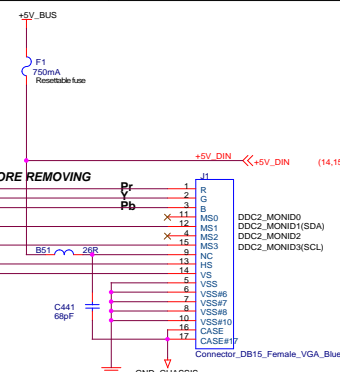 +5V_BUS
F1
750mA
Resettable fuse
+5V_DIN
+5V_DIN (14,15
ORE REMOVING
J1
Pr 1 R
Y 2 G
Pb 3 B
11 MS0 DDC2_MONID0
12 MS1 DDC2_MONID1(SDA)
4 MS2 DDC2_MONID2
15 MS3 DDC2_MONID3(SCL)
B51 26R 9 NC
13 HS
14 VS
5 VSS
6 VSS#6
7 VSS#7
8 VSS#8
10 VSS#10
16 CASE
17 CASE#17
C441
68pF
Connector_DB15_Female_VGA_Blue
GND_CHASSIS